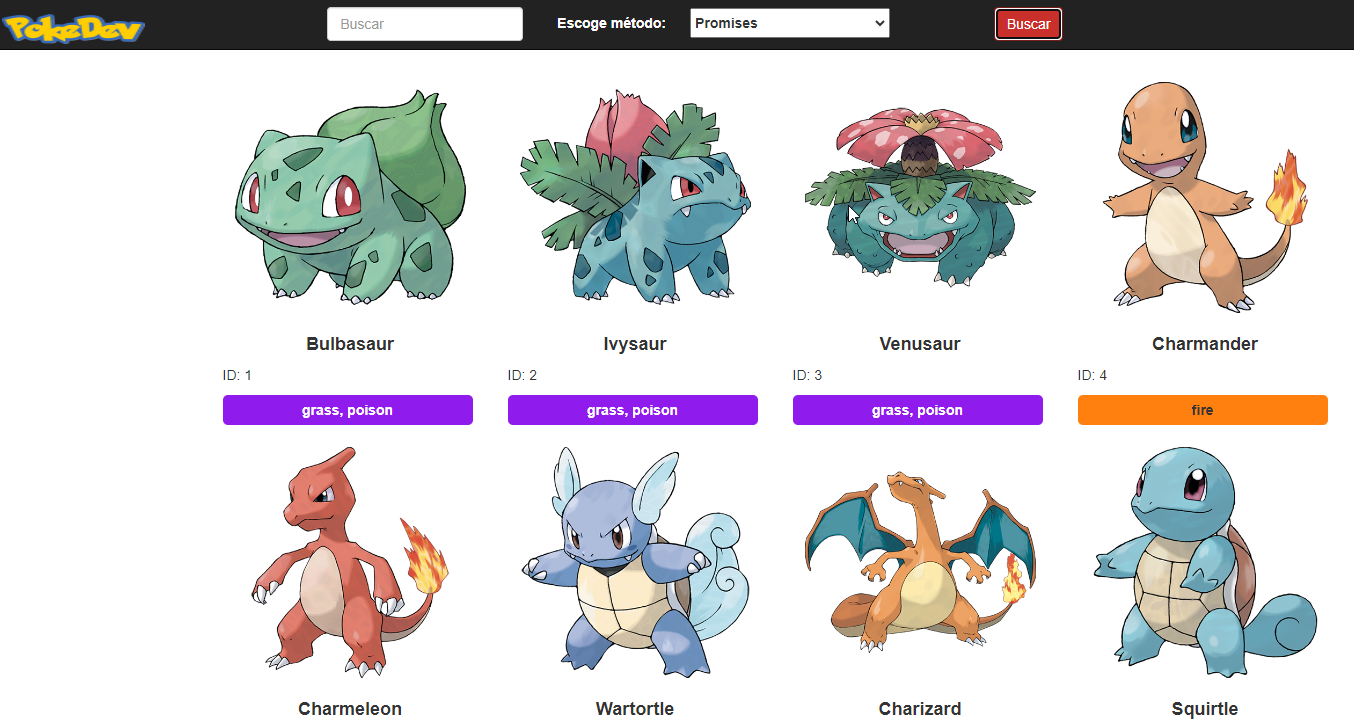 PokeDev
Buscar
Escoge método:
Promises
Buscar
Bulbasaur
Ivysaur
Venusaur
Charmander
ID: 1
ID: 2
ID: 3
ID: 4
grass, poison
grass, poison
grass, poison
fire
Charmeleon
Wartortle
Charizard
Squirtle